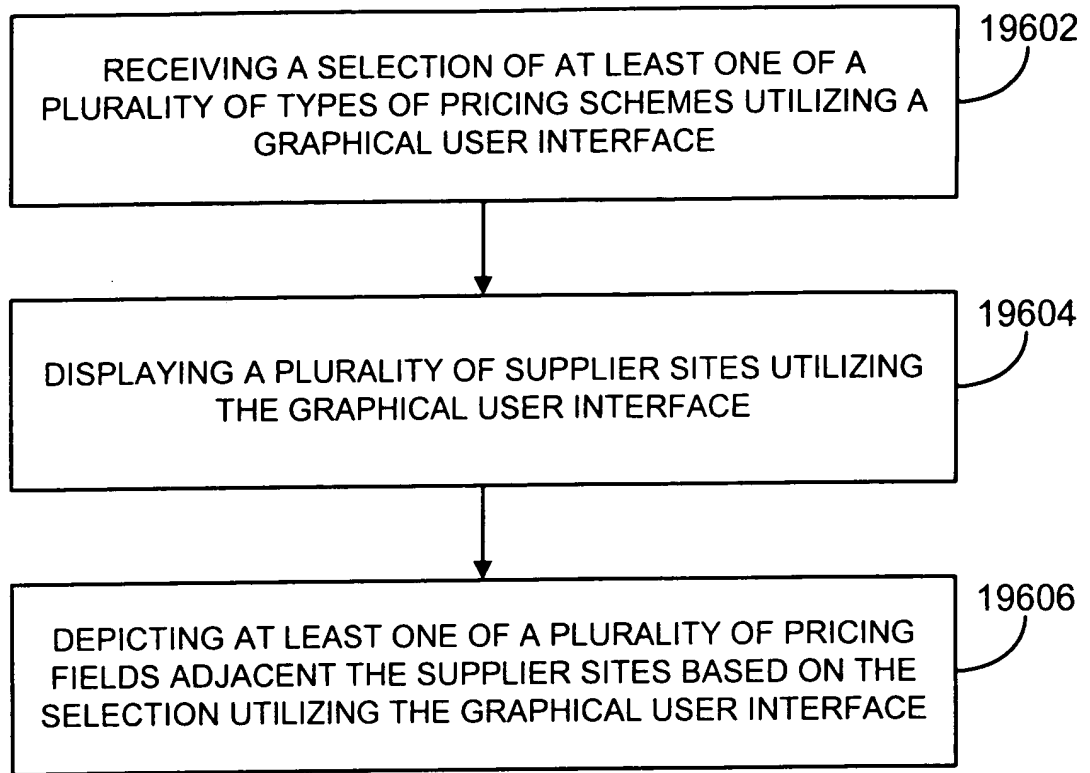 19602
RECEIVING A SELECTION OF AT LEAST ONE OF A
PLURALITY OF TYPES OF PRICING SCHEMES UTILIZING A
GRAPHICAL USER INTERFACE
19604
DISPLAYING A PLURALITY OF SUPPLIER SITES UTILIZING
THE GRAPHICAL USER INTERFACE
19606
DEPICTING AT LEAST ONE OF A PLURALITY OF PRICING
FIELDS ADJACENT THE SUPPLIER SITES BASED ON THE
SELECTION UTILIZING THE GRAPHICAL USER INTERFACE